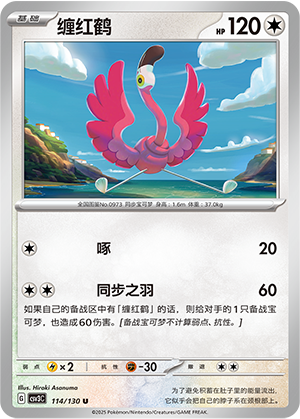 基础
缠红鹤
HP 120
全国图鉴No.0973 同步宝可梦 身高：1.6m 体重：37.0kg
啄 20
同步之羽 60
如果自己的备战区中有「缠红鹤」的话，则给对手的1只备战宝
可梦，也造成60伤害。[备战宝可梦不计算弱点、抗性。]
弱点 ×2 抗性 -30 撤退
Illus. Hiroki Asanuma
G CSV3C 114/130 U
为了避免积蓄在肚子里的能量流出，
它似乎会把自己的脖子系在颈根部上。
©2025 Pokémon/Nintendo/Creatures/GAME FREAK.